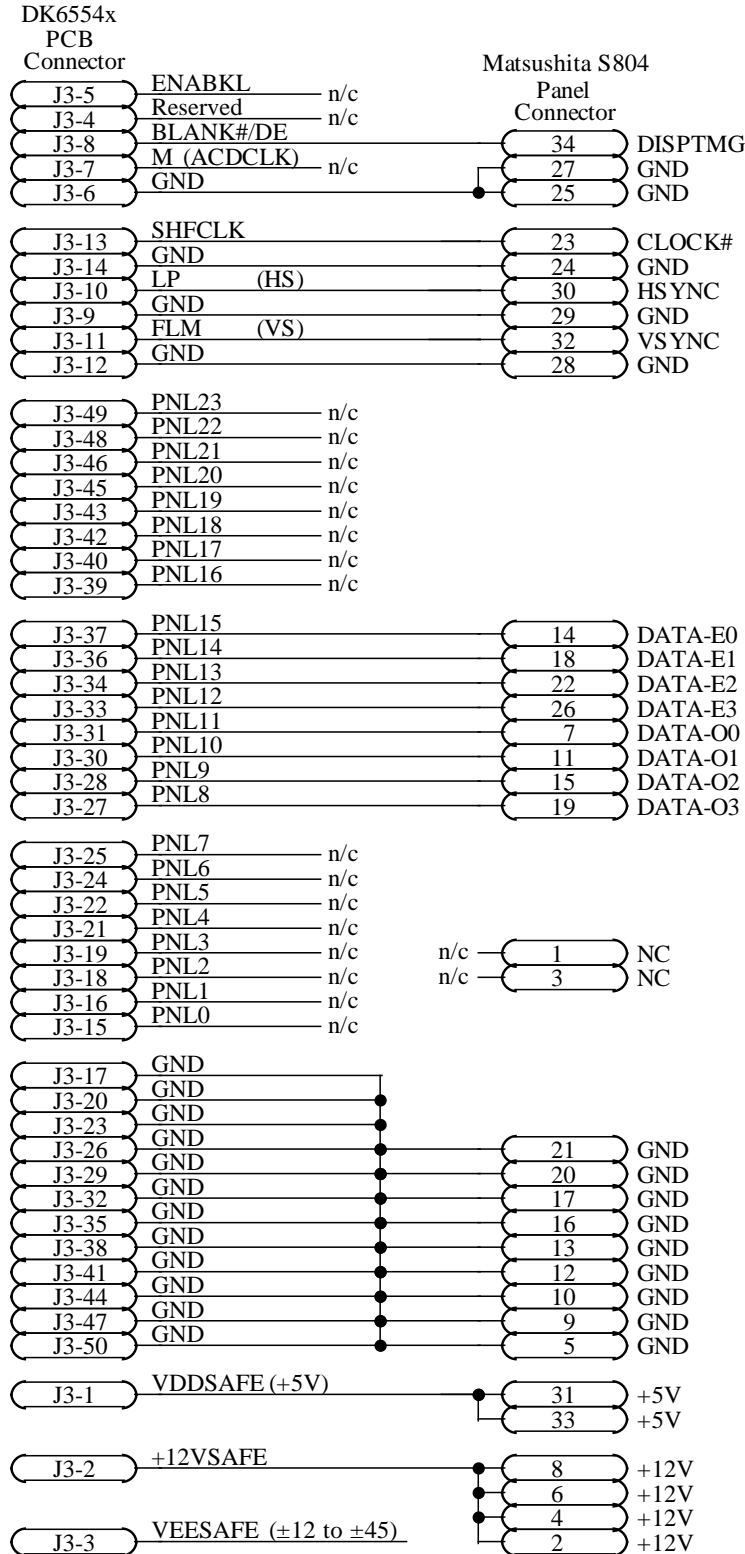 DK6554x
PCB
Connector
Matsushita S804
Panel
Connector
J3-5 ENABKL n/c
J3-4 Reserved n/c
J3-8 BLANK#/DE 34 DISPTMG
J3-7 M (ACDCLK) n/c 27 GND
J3-6 GND 25 GND
J3-13 SHFCLK 23 CLOCK#
J3-14 GND 24 GND
J3-10 LP (HS) 30 HSYNC
J3-9 GND 29 GND
J3-11 FLM (VS) 32 VSYNC
J3-12 GND 28 GND
J3-49 PNL23 n/c
J3-48 PNL22 n/c
J3-46 PNL21 n/c
J3-45 PNL20 n/c
J3-43 PNL19 n/c
J3-42 PNL18 n/c
J3-40 PNL17 n/c
J3-39 PNL16 n/c
J3-37 PNL15 14 DATA-E0
J3-36 PNL14 18 DATA-E1
J3-34 PNL13 22 DATA-E2
J3-33 PNL12 26 DATA-E3
J3-31 PNL11 7 DATA-O0
J3-30 PNL10 11 DATA-O1
J3-28 PNL9 15 DATA-O2
J3-27 PNL8 19 DATA-O3
J3-25 PNL7 n/c
J3-24 PNL6 n/c
J3-22 PNL5 n/c
J3-21 PNL4 n/c
J3-19 PNL3 n/c n/c 1 NC
J3-18 PNL2 n/c n/c 3 NC
J3-16 PNL1 n/c
J3-15 PNL0 n/c
J3-17 GND
J3-20 GND
J3-23 GND
J3-26 GND 21 GND
J3-29 GND 20 GND
J3-32 GND 17 GND
J3-35 GND 16 GND
J3-38 GND 13 GND
J3-41 GND 12 GND
J3-44 GND 10 GND
J3-47 GND 9 GND
J3-50 GND 5 GND
J3-1 VDDSAFE (+5V) 31 +5V
33 +5V
J3-2 +12VSAFE 8 +12V
6 +12V
4 +12V
J3-3 VEESAFE (±12 to ±45) 2 +12V